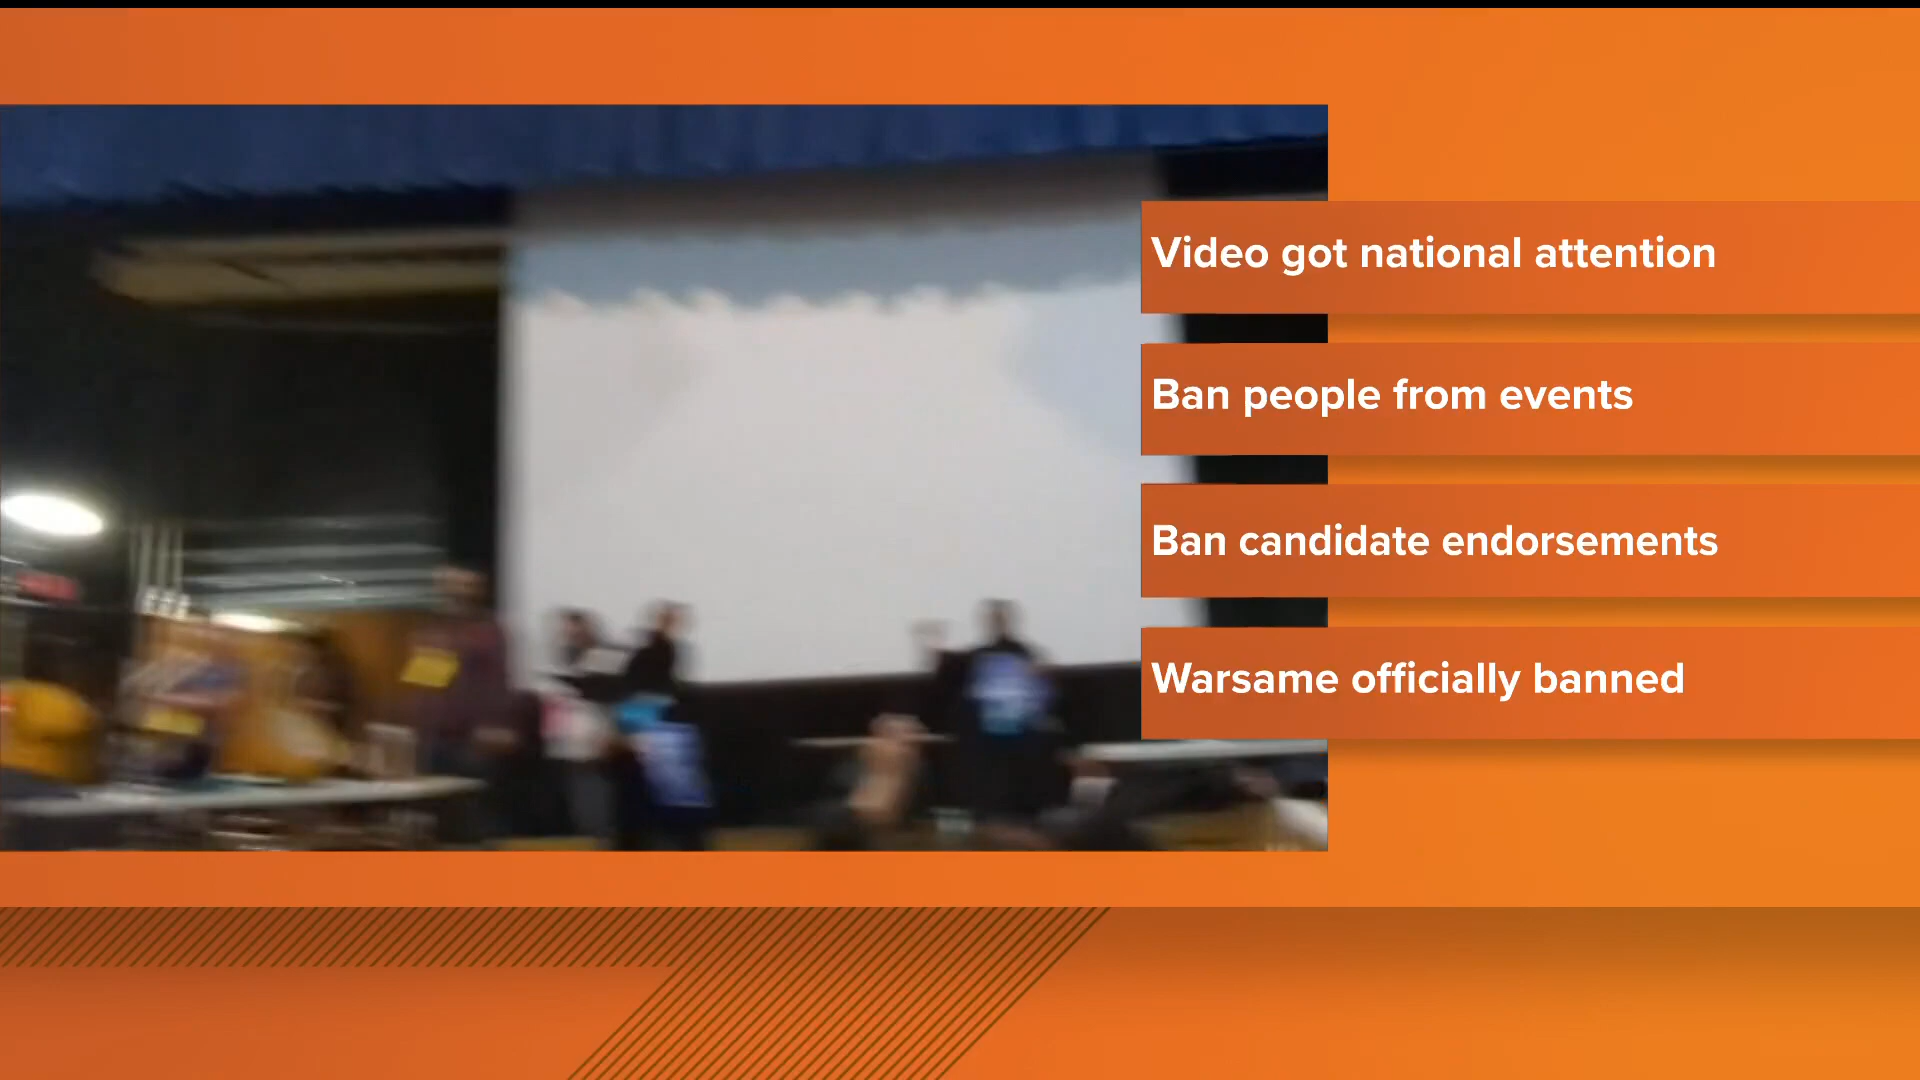 Video got national attention
Ban people from events
Ban candidate endorsements
Warsame officially banned